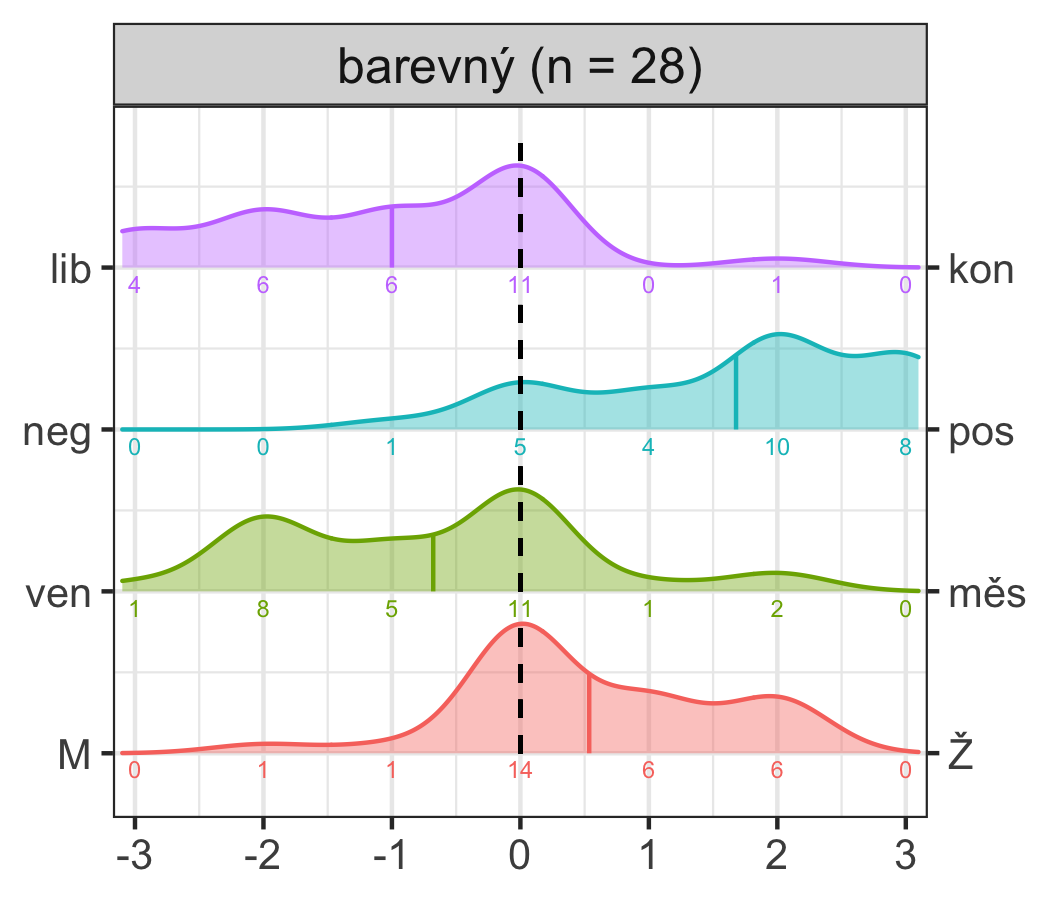 barevný (n = 28)
lib kon
4 6 6 11 0 1 0
neg pos
0 0 1 5 4 10 8
ven měs
1 8 5 11 1 2 0
M Ž
0 1 1 14 6 6 0
-3 -2 -1 0 1 2 3